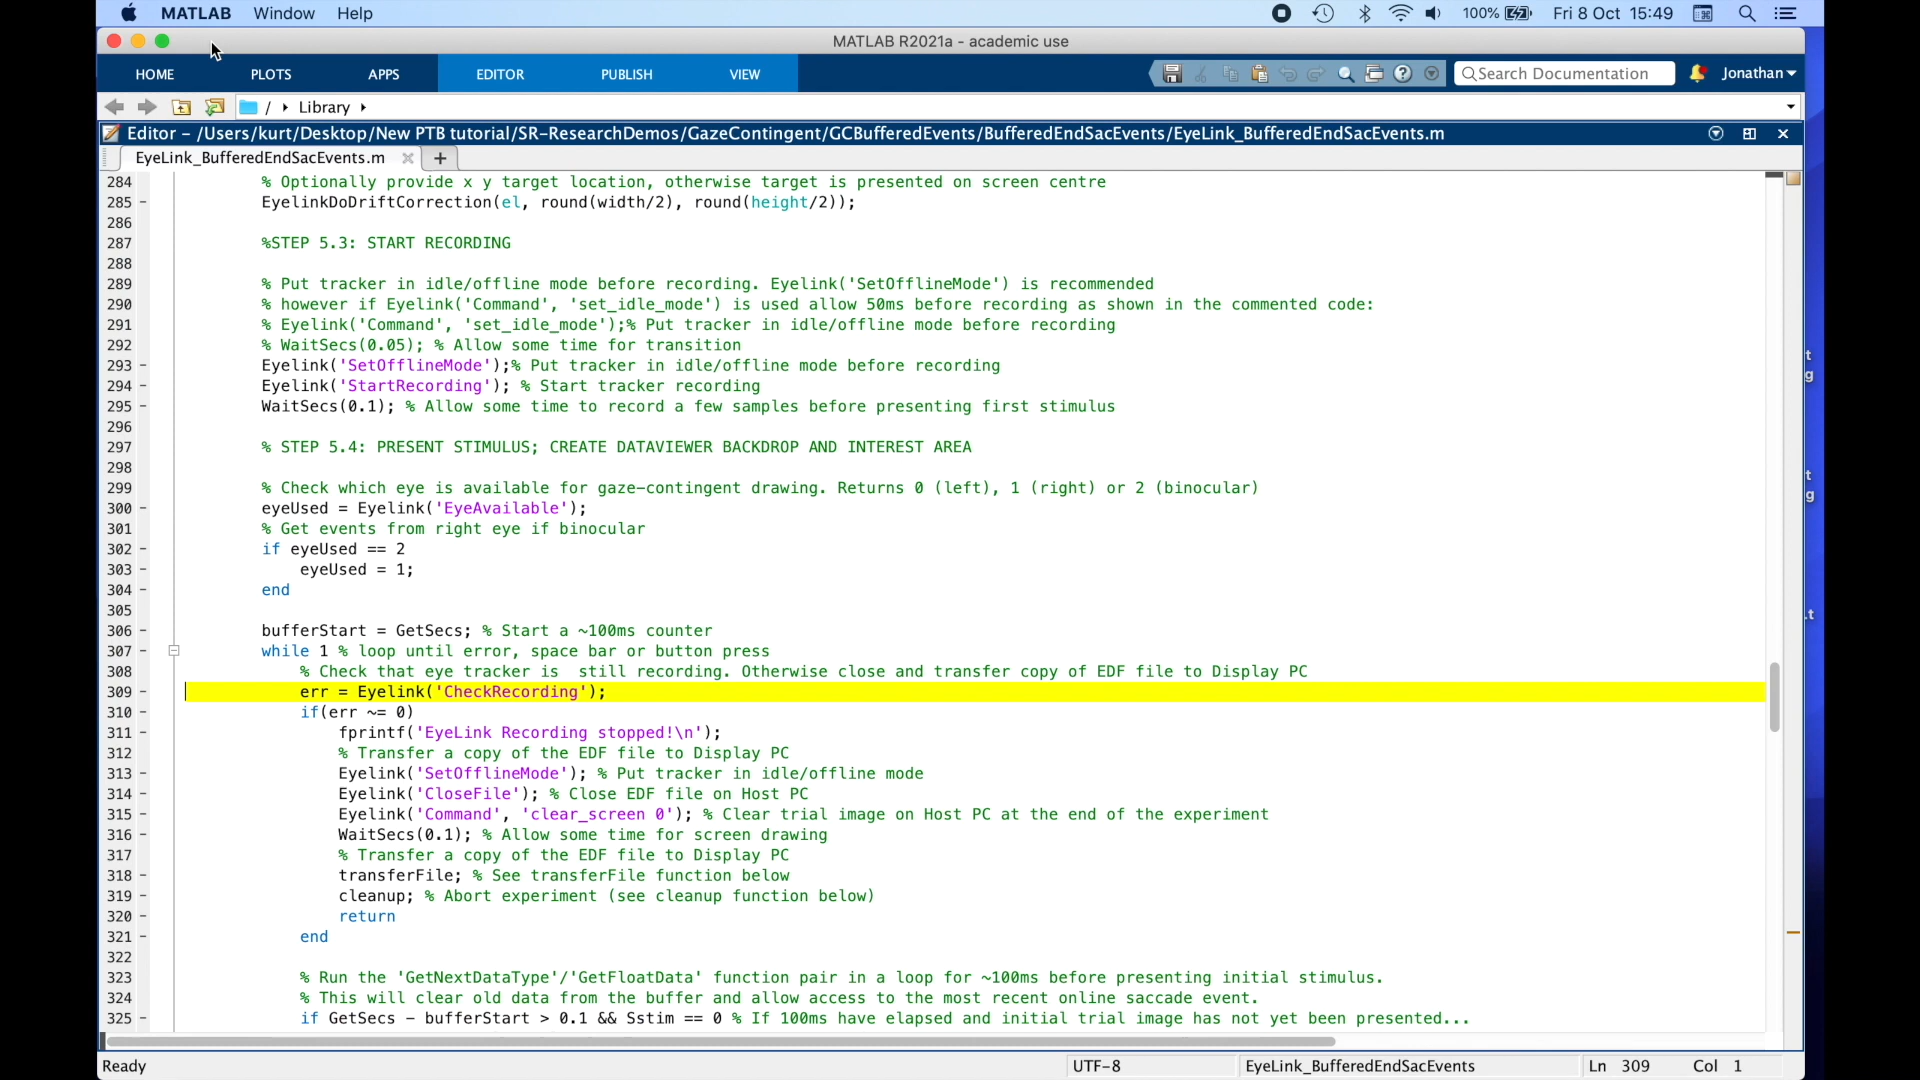 MATLAB Window Help 100% Fri 8 Oct 15:49
MATLAB R2021a - academic use
HOME PLOTS APPS EDITOR PUBLISH VIEW Search Documentation Jonathan
/ ▸ Library ▸
Editor - /Users/kurt/Desktop/New PTB tutorial/SR-ResearchDemos/GazeContingent/GCBufferedEvents/BufferedEndSacEvents/EyeLink_BufferedEndSacEvents.m
EyeLink_BufferedEndSacEvents.m × +
284 % Optionally provide x y target location, otherwise target is presented on screen centre
285 - EyelinkDoDriftCorrection(el, round(width/2), round(height/2));
286
287 %STEP 5.3: START RECORDING
288
289 % Put tracker in idle/offline mode before recording. Eyelink('SetOfflineMode') is recommended
290 % however if Eyelink('Command', 'set_idle_mode') is used allow 50ms before recording as shown in the commented code:
291 % Eyelink('Command', 'set_idle_mode');% Put tracker in idle/offline mode before recording
292 % WaitSecs(0.05); % Allow some time for transition
293 - Eyelink('SetOfflineMode');% Put tracker in idle/offline mode before recording
294 - Eyelink('StartRecording'); % Start tracker recording
295 - WaitSecs(0.1); % Allow some time to record a few samples before presenting first stimulus
296
297 % STEP 5.4: PRESENT STIMULUS; CREATE DATAVIEWER BACKDROP AND INTEREST AREA
298
299 % Check which eye is available for gaze-contingent drawing. Returns 0 (left), 1 (right) or 2 (binocular)
300 - eyeUsed = Eyelink('EyeAvailable');
301 % Get events from right eye if binocular
302 - if eyeUsed == 2
303 - eyeUsed = 1;
304 - end
305
306 - bufferStart = GetSecs; % Start a ~100ms counter
307 - while 1 % loop until error, space bar or button press
308 % Check that eye tracker is  still recording. Otherwise close and transfer copy of EDF file to Display PC
309 - err = Eyelink('CheckRecording');
310 - if(err ~= 0)
311 - fprintf('EyeLink Recording stopped!\n');
312 % Transfer a copy of the EDF file to Display PC
313 - Eyelink('SetOfflineMode'); % Put tracker in idle/offline mode
314 - Eyelink('CloseFile'); % Close EDF file on Host PC
315 - Eyelink('Command', 'clear_screen 0'); % Clear trial image on Host PC at the end of the experiment
316 - WaitSecs(0.1); % Allow some time for screen drawing
317 % Transfer a copy of the EDF file to Display PC
318 - transferFile; % See transferFile function below
319 - cleanup; % Abort experiment (see cleanup function below)
320 - return
321 - end
322
323 % Run the 'GetNextDataType'/'GetFloatData' function pair in a loop for ~100ms before presenting initial stimulus.
324 % This will clear old data from the buffer and allow access to the most recent online saccade event.
325 - if GetSecs - bufferStart > 0.1 && Sstim == 0 % If 100ms have elapsed and initial trial image has not yet been presented...
Ready UTF-8 EyeLink_BufferedEndSacEvents Ln 309 Col 1